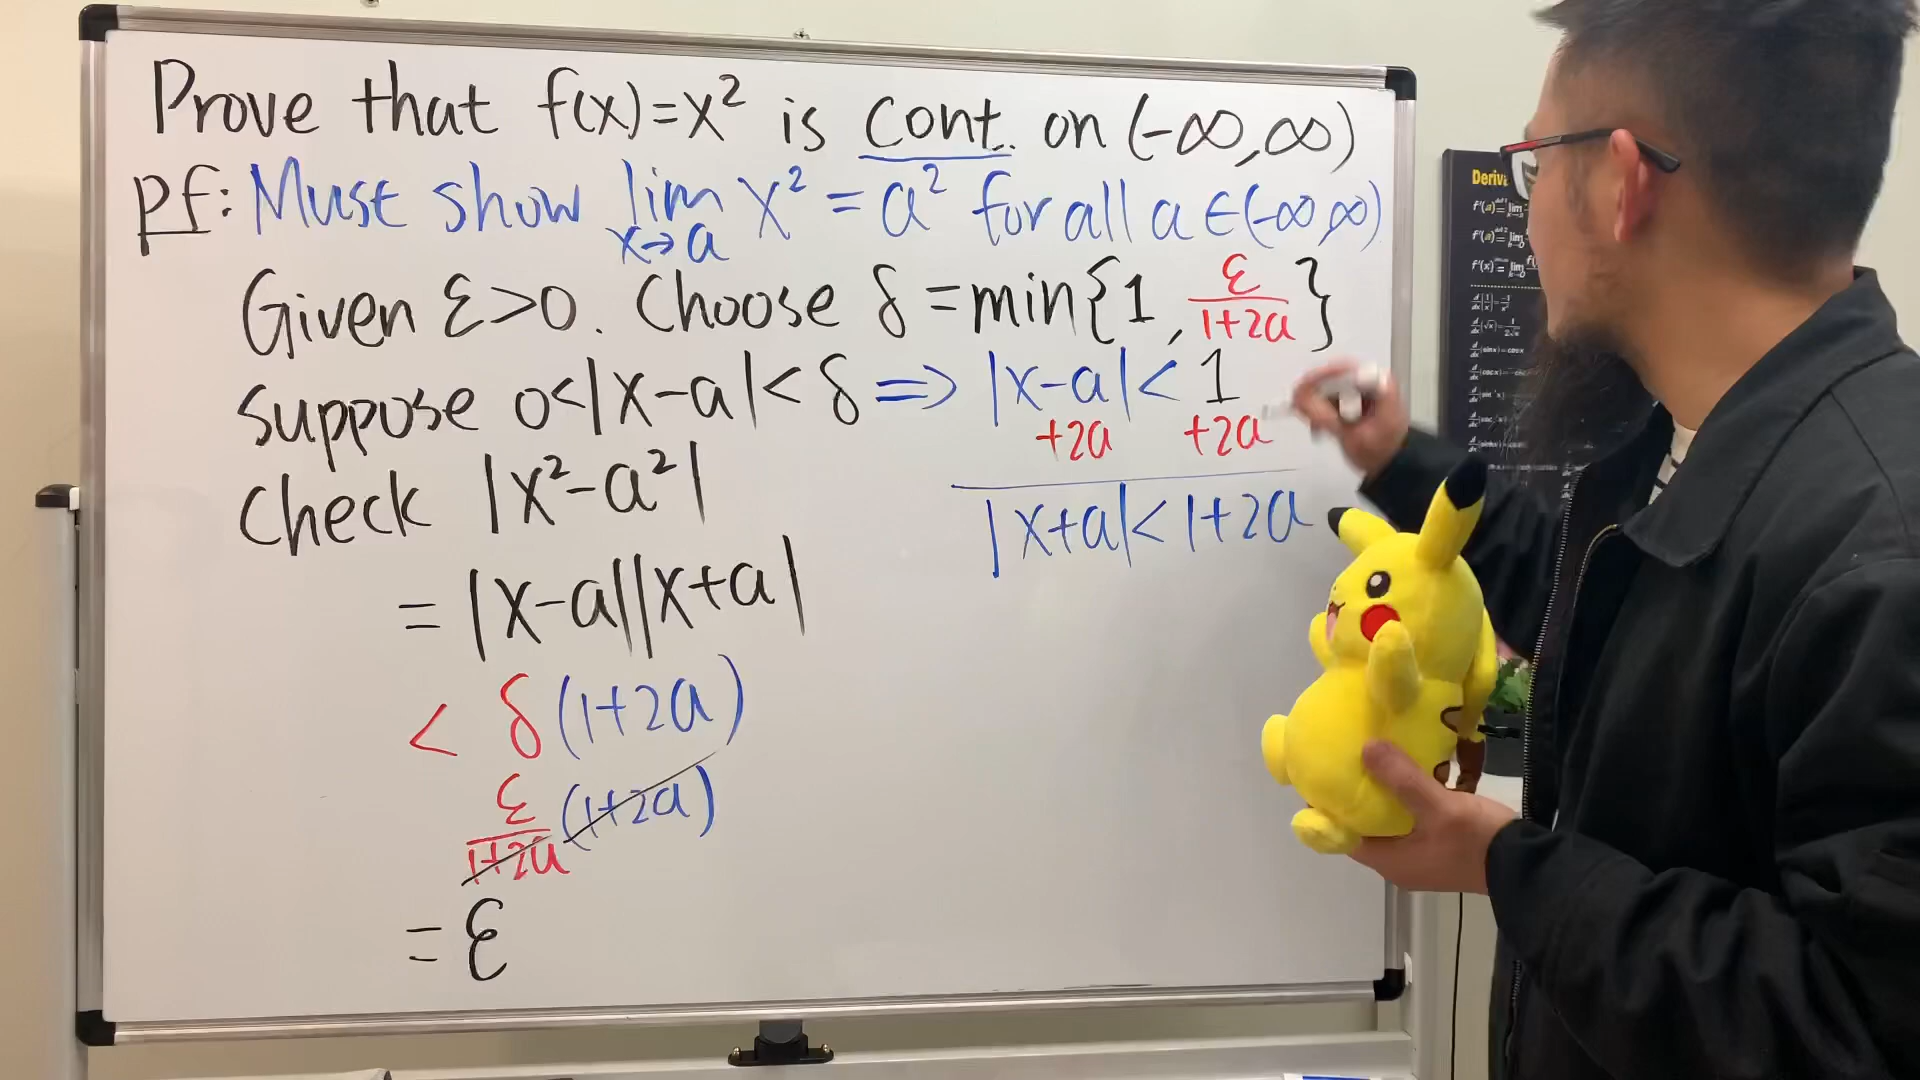 Prove that f(x)=x² is cont. on (-∞,∞)
pf: Must show lim x→a x² = a² for all a ∈ (-∞,∞)
Given ε>0. Choose δ = min{1, ε/(1+2a)}
suppose 0<|x-a|<δ => |x-a|<1
+2a +2a
check |x²-a²|
|x+a|<1+2a
= |x-a||x+a|
< δ(1+2a)
ε/(1+2a) (1+2a)
= ε